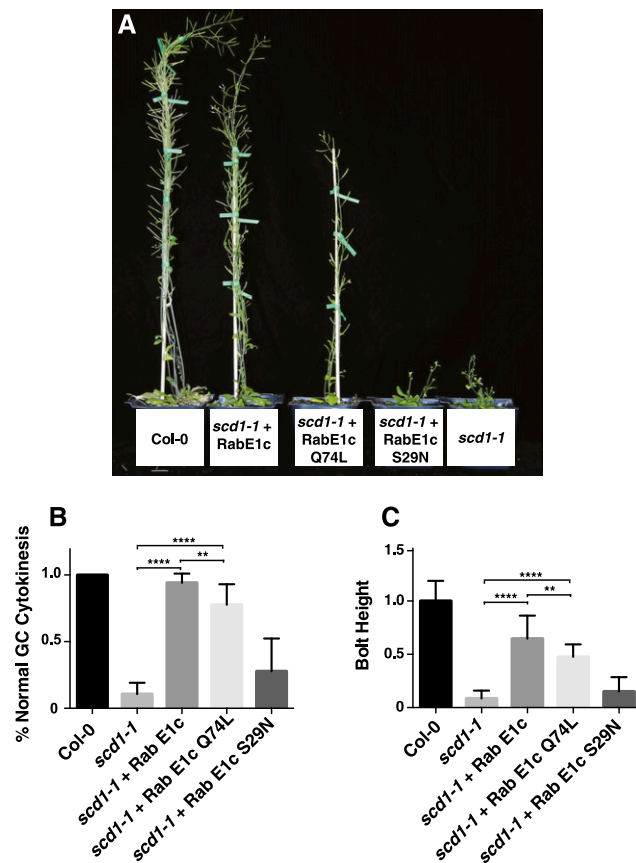 A
Col-0
scd1-1 +
RabE1c
scd1-1 +
RabE1c
Q74L
scd1-1 +
RabE1c
S29N
scd1-1
B
% Normal GC Cytokinesis
1.0
0.5
0
****
****
**
Col-0
scd1-1
scd1-1 + Rab E1c
scd1-1 + Rab E1c Q74L
scd1-1 + Rab E1c S29N
C
Bolt Height
1.5
1.0
0.5
0
****
****
**
Col-0
scd1-1
scd1-1 + Rab E1c
scd1-1 + Rab E1c Q74L
scd1-1 + Rab E1c S29N